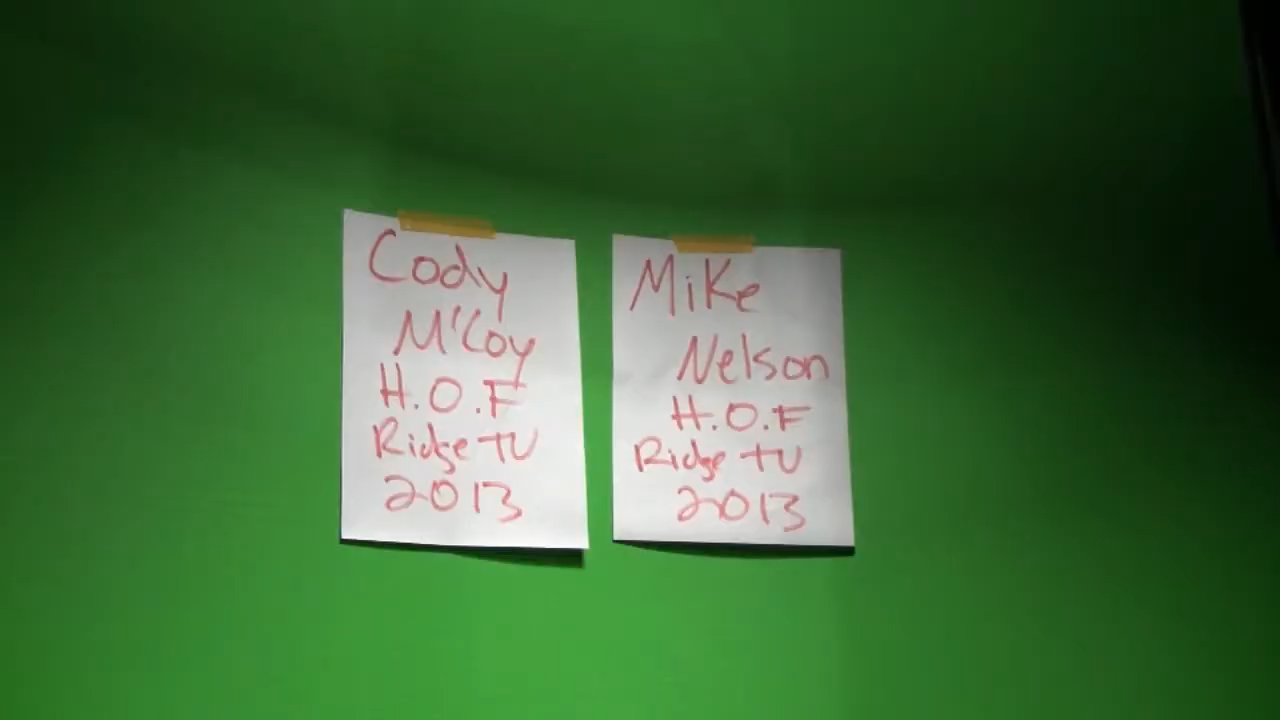 Cody
M'Coy
H.O.F
Ridge TV
2013
Mike
Nelson
H.O.F
Ridge TV
2013